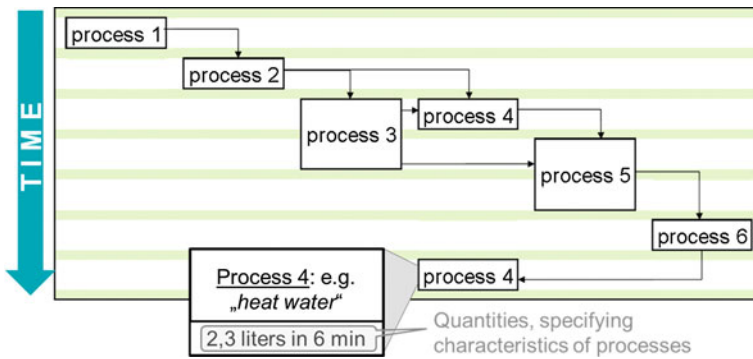 TIME
process 1
process 2
process 3
process 4
process 5
process 6
process 4
Process 4: e.g.
„heat water“
2,3 liters in 6 min
Quantities, specifying
characteristics of processes